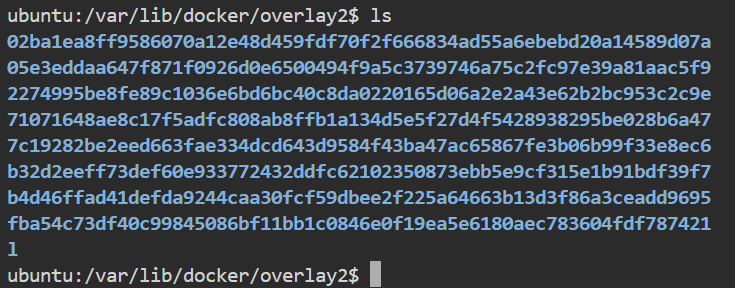 ubuntu:/var/lib/docker/overlay2$ ls
02ba1ea8ff9586070a12e48d459fdf70f2f666834ad55a6ebebd20a14589d07a
05e3eddaa647f871f0926d0e6500494f9a5c3739746a75c2fc97e39a81aac5f9
2274995be8fe89c1036e6bd6bc40c8da0220165d06a2e2a43e62b2bc953c2c9e
71071648ae8c17f5adfc808ab8ffb1a134d5e5f27d4f5428938295be028b6a47
7c19282be2eed663fae334dcd643d9584f43ba47ac65867fe3b06b99f33e8ec6
b32d2eeff73def60e933772432ddfc62102350873ebb5e9cf315e1b91bdf39f7
b4d46ffad41defda9244caa30fcf59dbee2f225a64663b13d3f86a3ceadd9695
fba54c73df40c99845086bf11bb1c0846e0f19ea5e6180aec783604fdf787421
l
ubuntu:/var/lib/docker/overlay2$